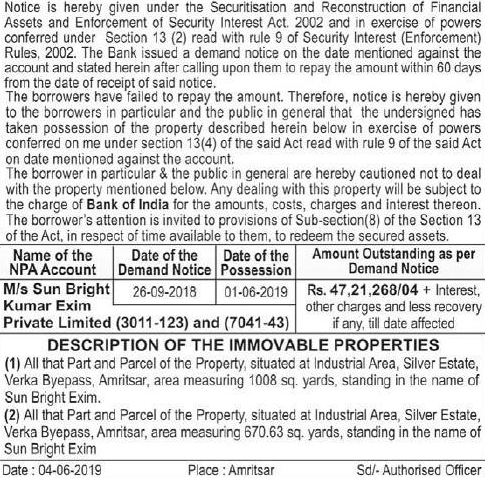 Notice is hereby given under the Securitisation and Reconstruction of Financial
Assets and Enforcement of Security Interest Act. 2002 and in exercise of powers
conferred under Section 13 (2) read with rule 9 of Security Interest (Enforcement)
Rules, 2002. The Bank issued a demand notice on the date mentioned against the
account and stated herein after calling upon them to repay the amount within 60 days
from the date of receipt of said notice.
The borrowers have failed to repay the amount. Therefore, notice is hereby given
to the borrowers in particular and the public in general that the undersigned has
taken possession of the property described herein below in exercise of powers
conferred on me under section 13(4) of the said Act read with rule 9 of the said Act
on date mentioned against the account.
The borrower in particular & the public in general are hereby cautioned not to deal
with the property mentioned below. Any dealing with this property will be subject to
the charge of Bank of India for the amounts, costs, charges and interest thereon.
The borrower's attention is invited to provisions of Sub-section(8) of the Section 13
of the Act, in respect of time available to them, to redeem the secured assets.
Name of the NPA Account
Date of the Demand Notice
Date of the Possession
Amount Outstanding as per Demand Notice
M/s Sun Bright
Kumar Exim
Private Limited (3011-123) and (7041-43)
26-09-2018
01-06-2019
Rs. 47,21,268/04 + Interest,
other charges and less recovery
if any, till date affected
DESCRIPTION OF THE IMMOVABLE PROPERTIES
(1) All that Part and Parcel of the Property, situated at Industrial Area, Silver Estate,
Verka Byepass, Amritsar, area measuring 1008 sq. yards, standing in the name of
Sun Bright Exim.
(2) All that Part and Parcel of the Property, situated at Industrial Area, Silver Estate,
Verka Byepass, Amritsar, area measuring 670.63 sq. yards, standing in the name of
Sun Bright Exim
Date : 04-06-2019 Place : Amritsar Sd/- Authorised Officer